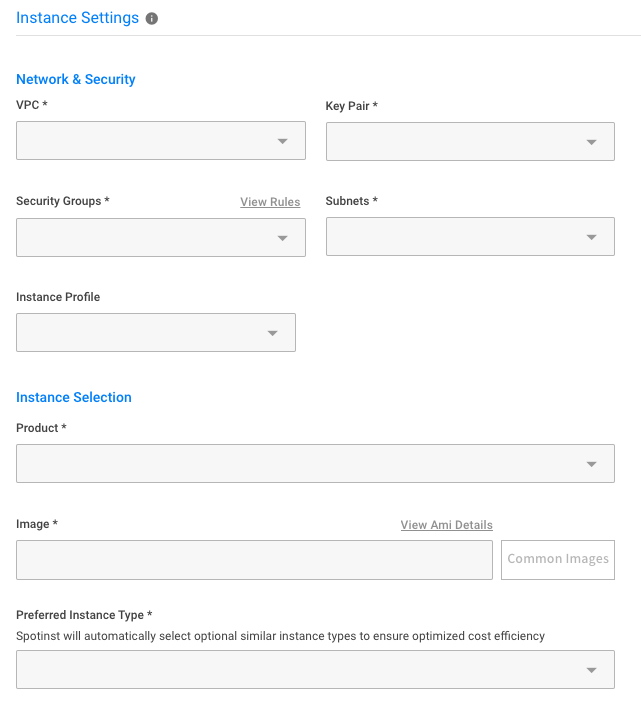 Instance Settings
Network & Security
VPC *
Key Pair *
Security Groups *
View Rules
Subnets *
Instance Profile
Instance Selection
Product *
Image *
View Ami Details
Common Images
Preferred Instance Type *
Spotinst will automatically select optional similar instance types to ensure optimized cost efficiency